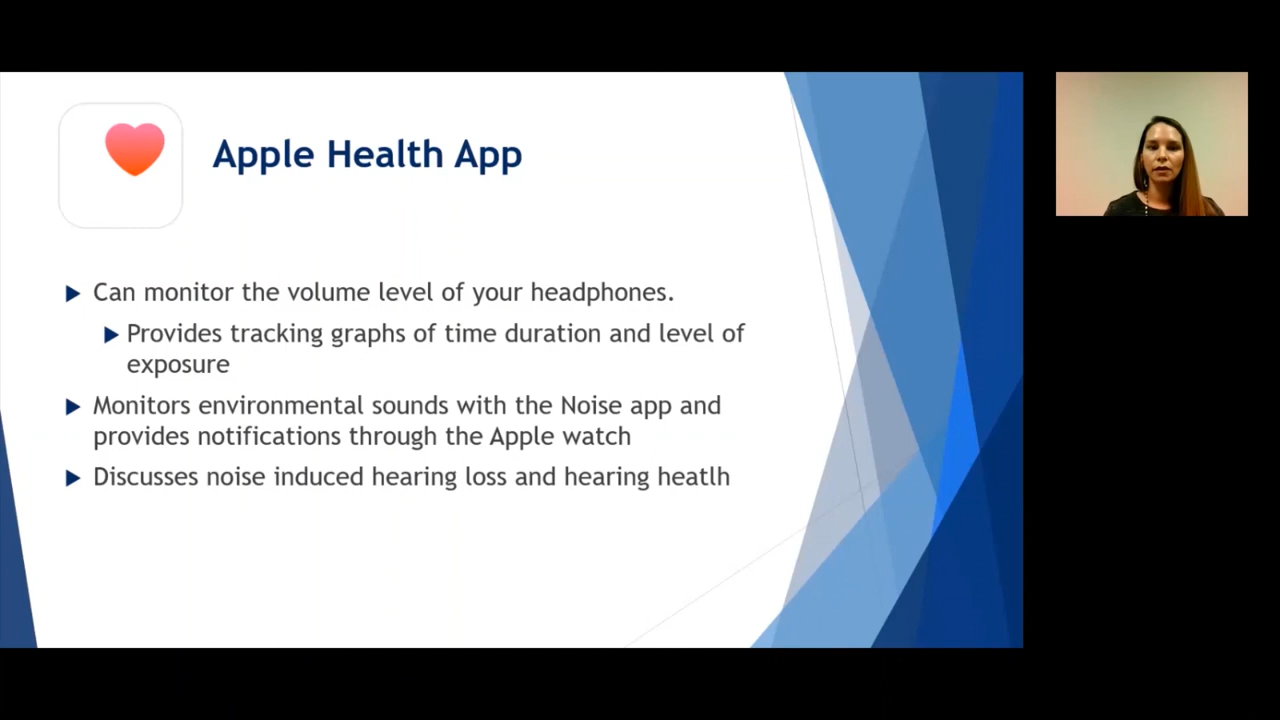 Apple Health App
Can monitor the volume level of your headphones.
Provides tracking graphs of time duration and level of
exposure
Monitors environmental sounds with the Noise app and
provides notifications through the Apple watch
Discusses noise induced hearing loss and hearing heatlh